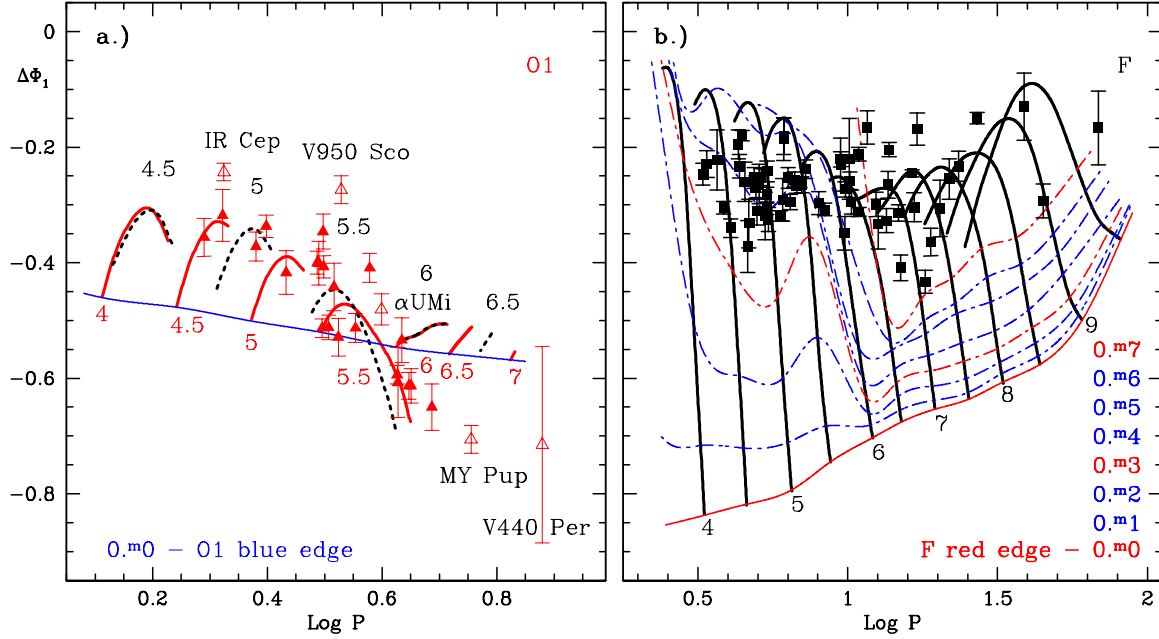 a.)
O1
b.)
F
0
ΔΦ₁
−0.2
−0.4
−0.6
−0.8
IR Cep
V950 Sco
4.5
5
5.5
6
αUMi
6.5
4
4.5
5
5.5
6
6.5
7
MY Pup
V440 Per
0.ᵐ0 − O1 blue edge
4
5
6
7
8
9
0.ᵐ7
0.ᵐ6
0.ᵐ5
0.ᵐ4
0.ᵐ3
0.ᵐ2
0.ᵐ1
F red edge − 0.ᵐ0
0.2 0.4 0.6 0.8
0.5 1 1.5 2
Log P
Log P